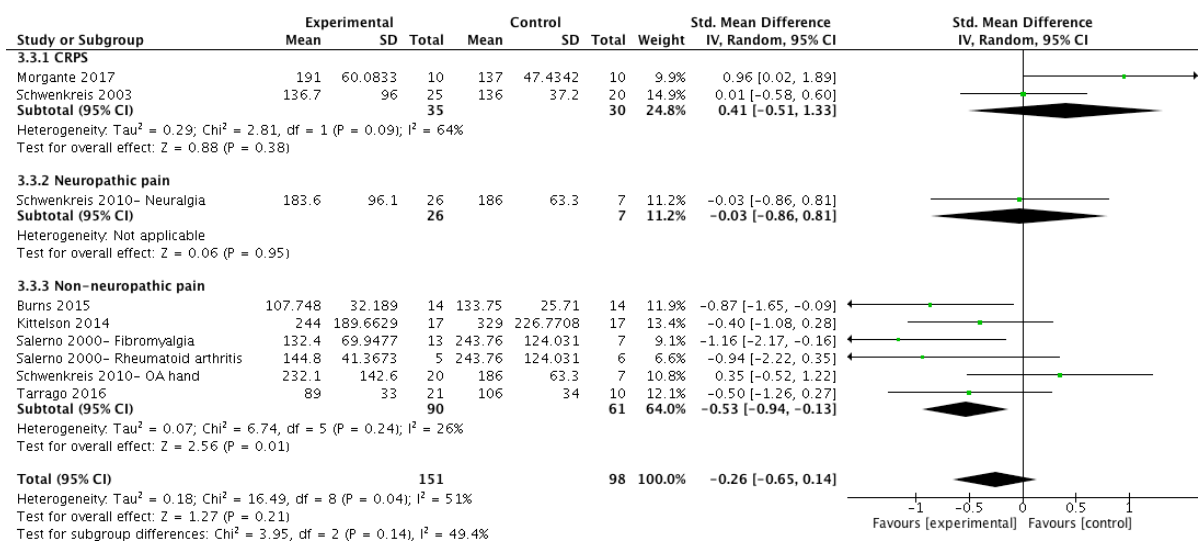 Experimental Control Std. Mean Difference Std. Mean Difference
Study or Subgroup Mean SD Total Mean SD Total Weight IV, Random, 95% CI IV, Random, 95% CI
3.3.1 CRPS
Morgante 2017 191 60.0833 10 137 47.4342 10 9.9% 0.96 [0.02, 1.89]
Schwenkreis 2003 136.7 96 25 136 37.2 20 14.9% 0.01 [-0.58, 0.60]
Subtotal (95% CI) 35 30 24.8% 0.41 [-0.51, 1.33]
Heterogeneity: Tau² = 0.29; Chi² = 2.81, df = 1 (P = 0.09); I² = 64%
Test for overall effect: Z = 0.88 (P = 0.38)
3.3.2 Neuropathic pain
Schwenkreis 2010- Neuralgia 183.6 96.1 26 186 63.3 7 11.2% -0.03 [-0.86, 0.81]
Subtotal (95% CI) 26 7 11.2% -0.03 [-0.86, 0.81]
Heterogeneity: Not applicable
Test for overall effect: Z = 0.06 (P = 0.95)
3.3.3 Non-neuropathic pain
Burns 2015 107.748 32.189 14 133.75 25.71 14 11.9% -0.87 [-1.65, -0.09]
Kittelson 2014 244 189.6629 17 329 226.7708 17 13.4% -0.40 [-1.08, 0.28]
Salerno 2000- Fibromyalgia 132.4 69.9477 13 243.76 124.031 7 9.1% -1.16 [-2.17, -0.16]
Salerno 2000- Rheumatoid arthritis 144.8 41.3673 5 243.76 124.031 6 6.6% -0.94 [-2.22, 0.35]
Schwenkreis 2010- OA hand 232.1 142.6 20 186 63.3 7 10.8% 0.35 [-0.52, 1.22]
Tarrago 2016 89 33 21 106 34 10 12.1% -0.50 [-1.26, 0.27]
Subtotal (95% CI) 90 61 64.0% -0.53 [-0.94, -0.13]
Heterogeneity: Tau² = 0.07; Chi² = 6.74, df = 5 (P = 0.24); I² = 26%
Test for overall effect: Z = 2.56 (P = 0.01)
Total (95% CI) 151 98 100.0% -0.26 [-0.65, 0.14]
Heterogeneity: Tau² = 0.18; Chi² = 16.49, df = 8 (P = 0.04); I² = 51%
Test for overall effect: Z = 1.27 (P = 0.21)
Test for subgroup differences: Chi² = 3.95, df = 2 (P = 0.14), I² = 49.4%
-1 -0.5 0 0.5 1
Favours [experimental] Favours [control]